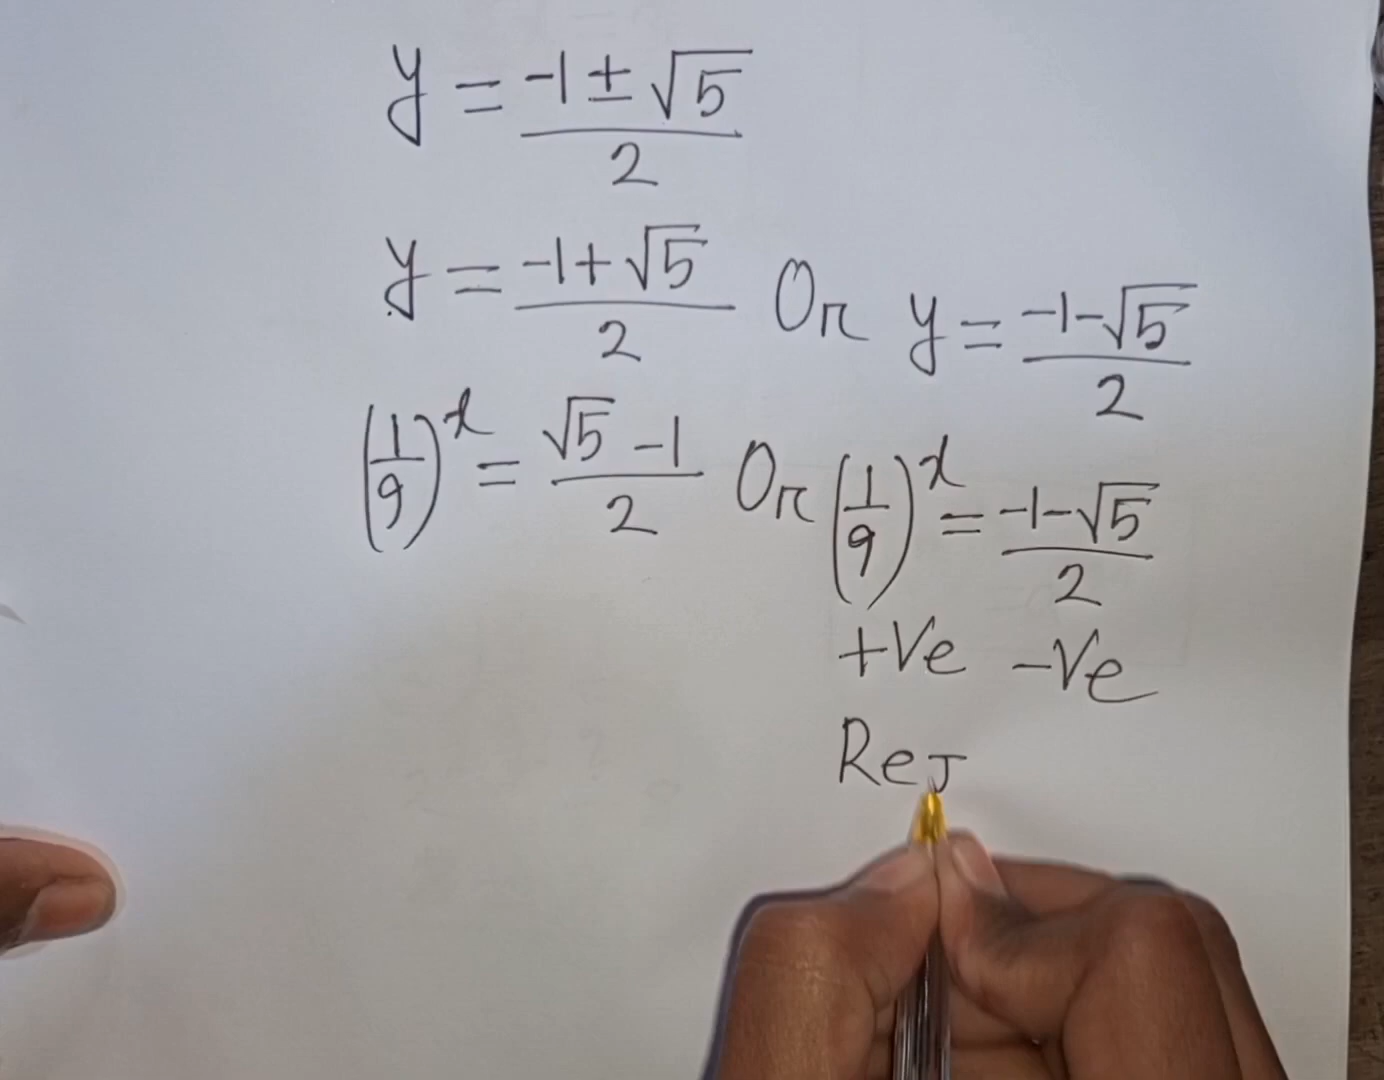 y = (-1 ± √5)/2
y = (-1 + √5)/2 Or y = (-1 - √5)/2
(1/9)^x = (√5 - 1)/2 Or (1/9)^x = (-1 - √5)/2
+Ve -Ve
ReJ